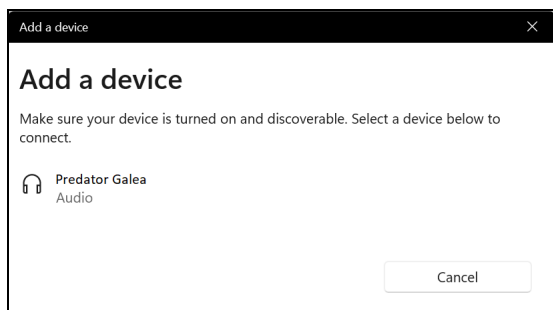 Add a device
Add a device
Make sure your device is turned on and discoverable. Select a device below to
connect.
Predator Galea
Audio
Cancel